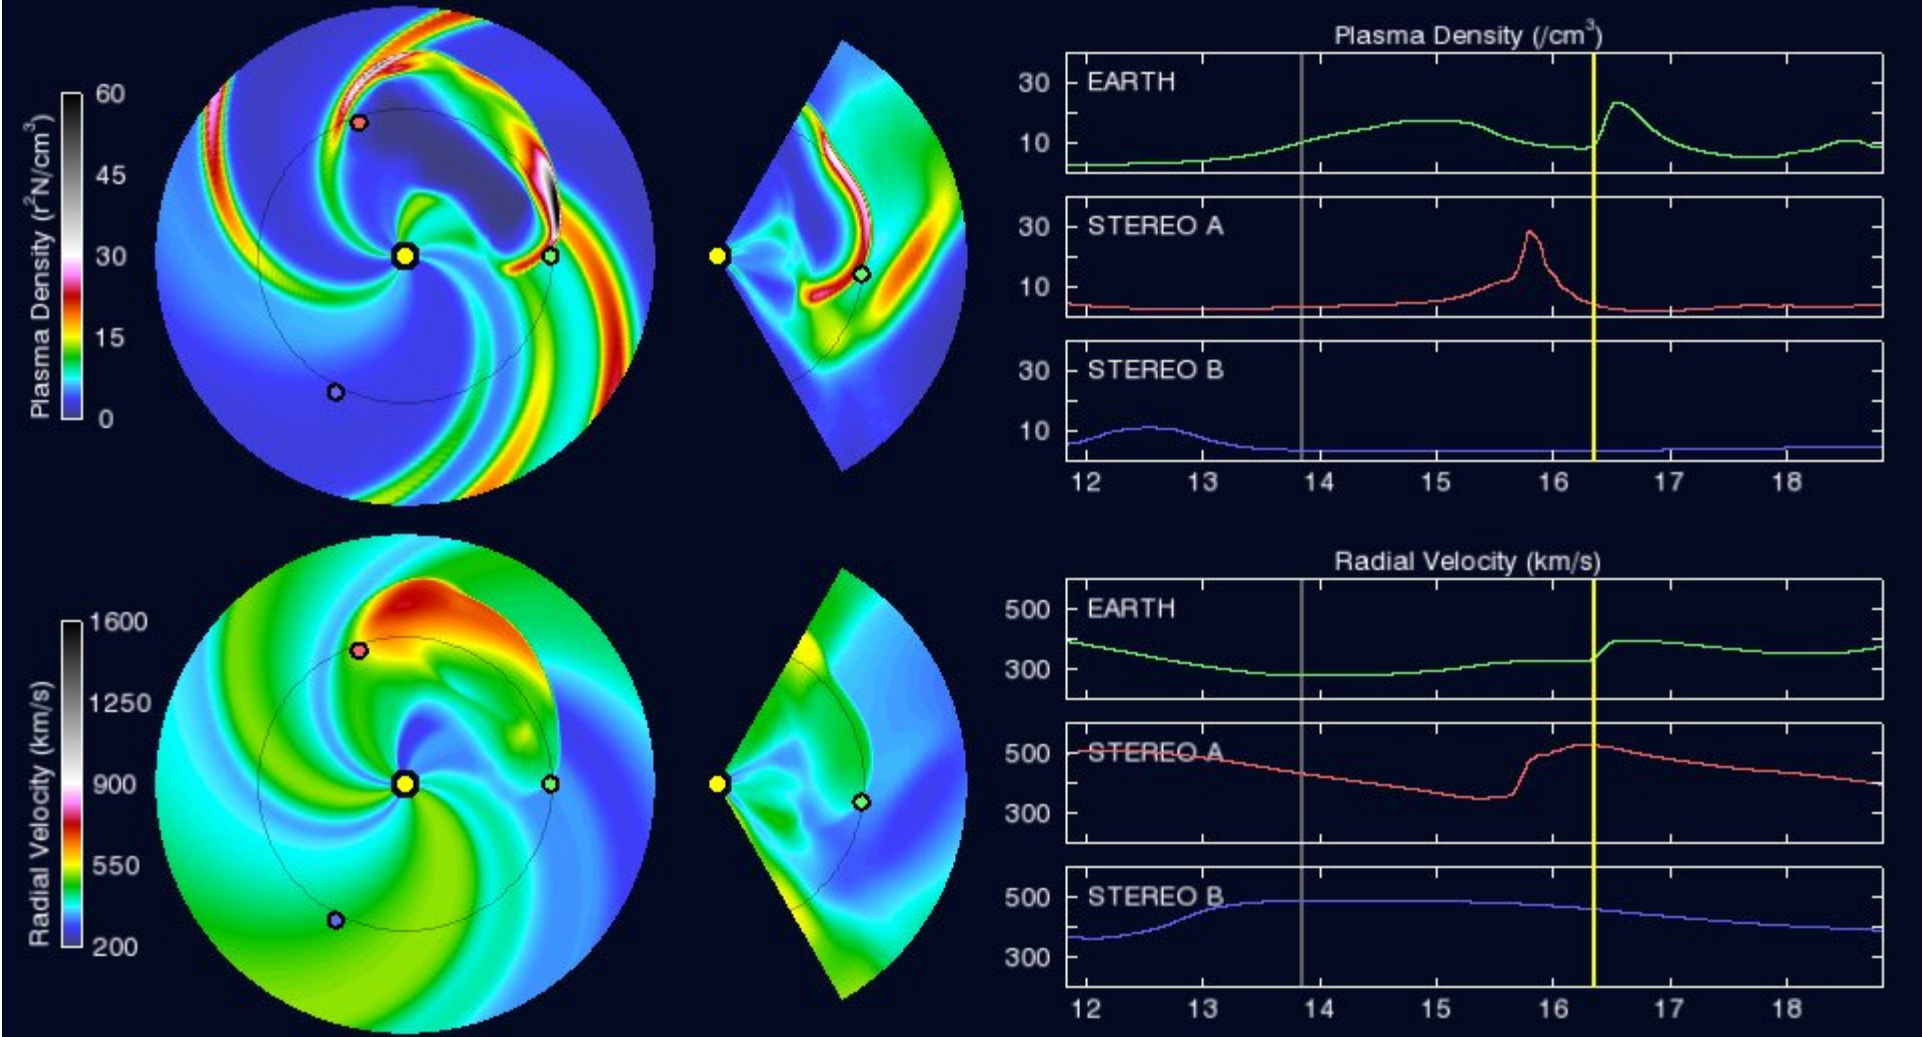 Plasma Density (r²N/cm³)
60
45
30
15
0
Plasma Density (/cm³)
EARTH
30
10
STEREO A
30
10
STEREO B
30
10
12 13 14 15 16 17 18
Radial Velocity (km/s)
1600
1250
900
550
200
Radial Velocity (km/s)
EARTH
500
300
STEREO A
500
300
STEREO B
500
300
12 13 14 15 16 17 18